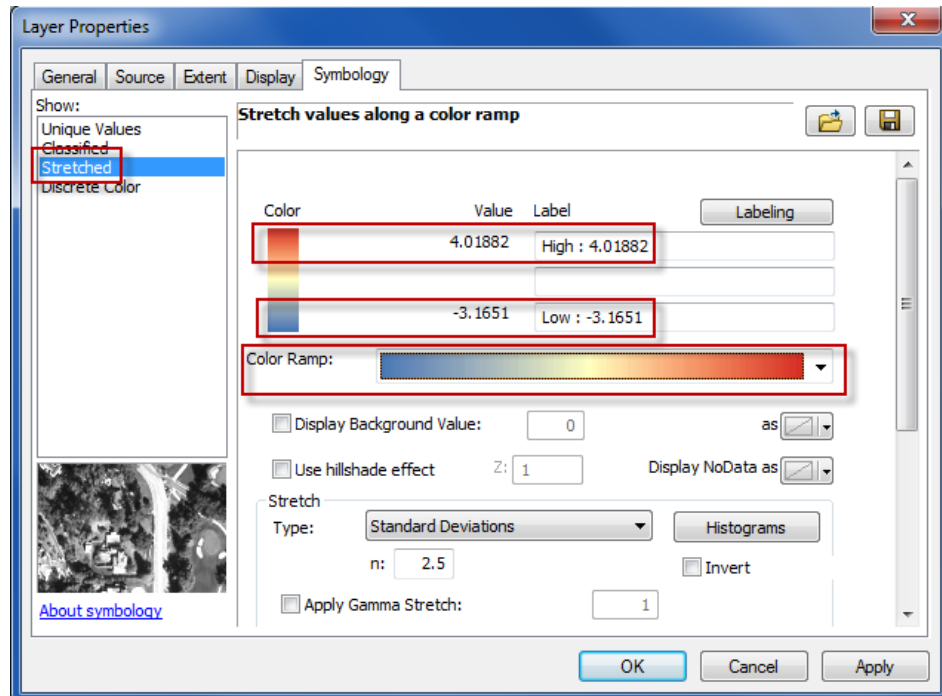 Layer Properties
General Source Extent Display Symbology
Show:
Unique Values
Classified
Stretched
Discrete Color
About symbology
Stretch values along a color ramp
Color Value Label Labeling
4.01882 High : 4.01882
-3.1651 Low : -3.1651
Color Ramp:
Display Background Value: 0 as
Use hillshade effect Z: 1 Display NoData as
Stretch
Type: Standard Deviations Histograms
n: 2.5 Invert
Apply Gamma Stretch: 1
OK Cancel Apply